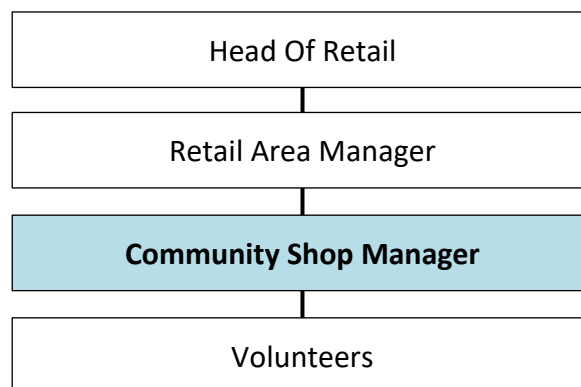 Head Of Retail
Retail Area Manager
Community Shop Manager
Volunteers